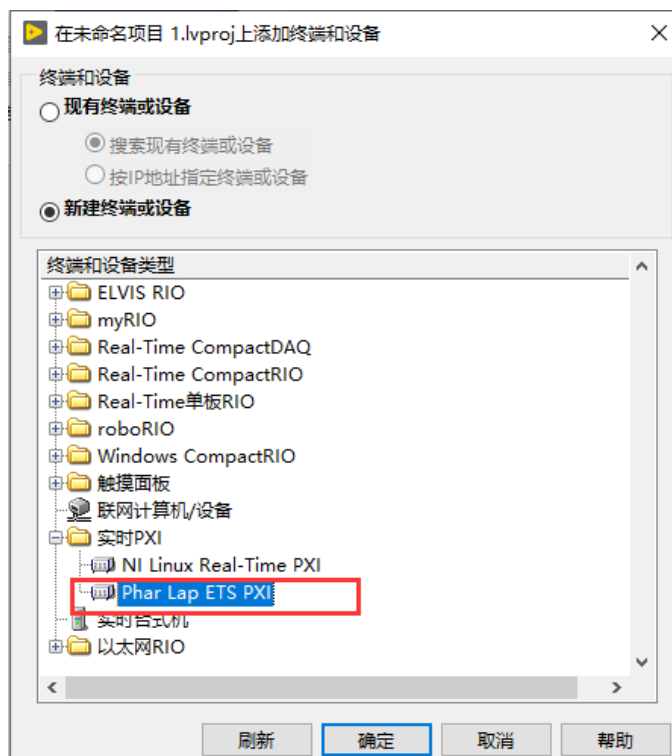 在未命名项目 1.lvproj上添加终端和设备
终端和设备
现有终端或设备
搜索现有终端或设备
按IP地址指定终端或设备
新建终端或设备
终端和设备类型
ELVIS RIO
myRIO
Real-Time CompactDAQ
Real-Time CompactRIO
Real-Time单板RIO
roboRIO
Windows CompactRIO
触摸面板
联网计算机/设备
实时PXI
NI Linux Real-Time PXI
Phar Lap ETS PXI
实时台式机
以太网RIO
刷新 确定 取消 帮助